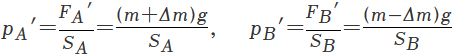 p_A′ = F_A′/S_A = (m+Δm)g/S_A, p_B′ = F_B′/S_B = (m−Δm)g/S_B